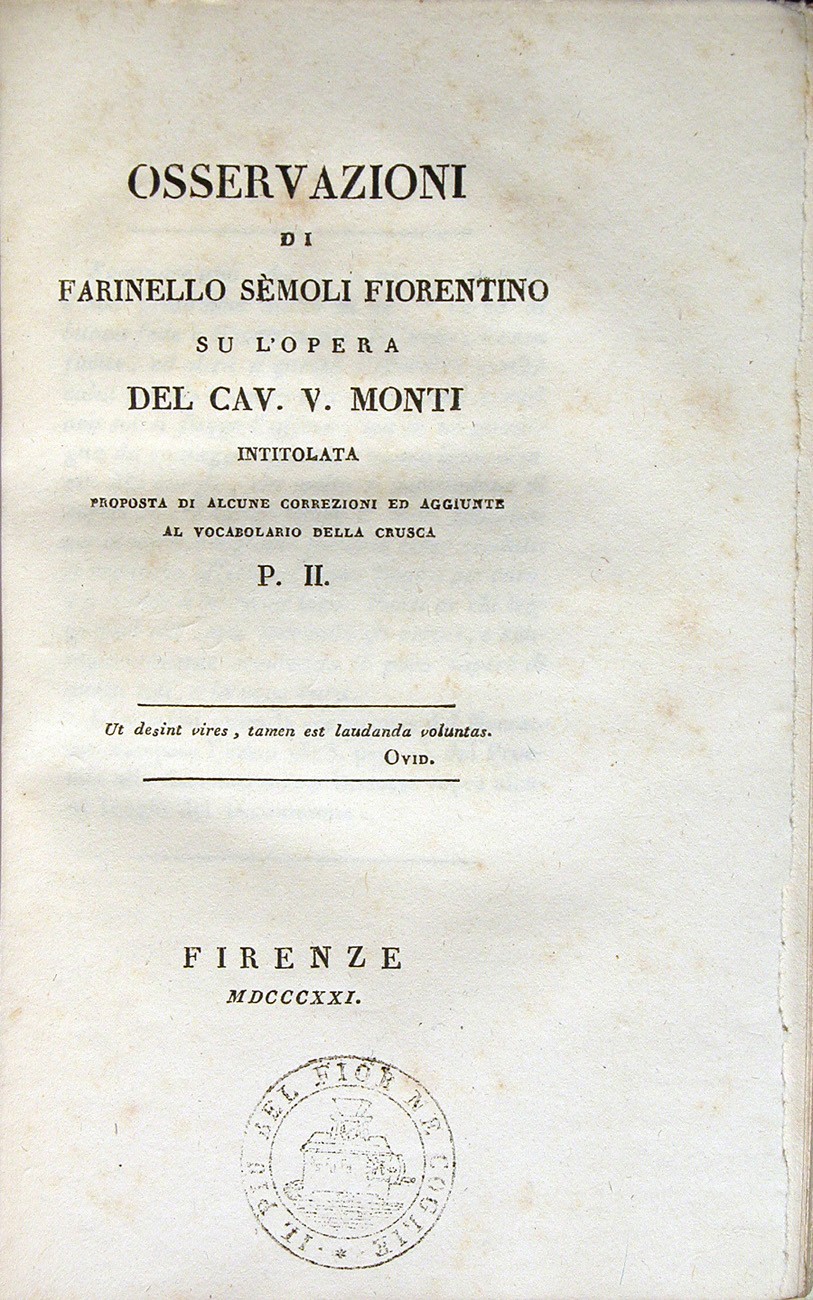 OSSERVAZIONI
DI
FARINELLO SÈMOLI FIORENTINO
SU L'OPERA
DEL CAV. V. MONTI
INTITOLATA
PROPOSTA DI ALCUNE CORREZIONI ED AGGIUNTE
AL VOCABOLARIO DELLA CRUSCA
P. II.
Ut desint vires, tamen est laudanda voluntas.
OVID.
FIRENZE
MDCCCXXI.
IL PIÙ BEL FIOR NE COGLIE